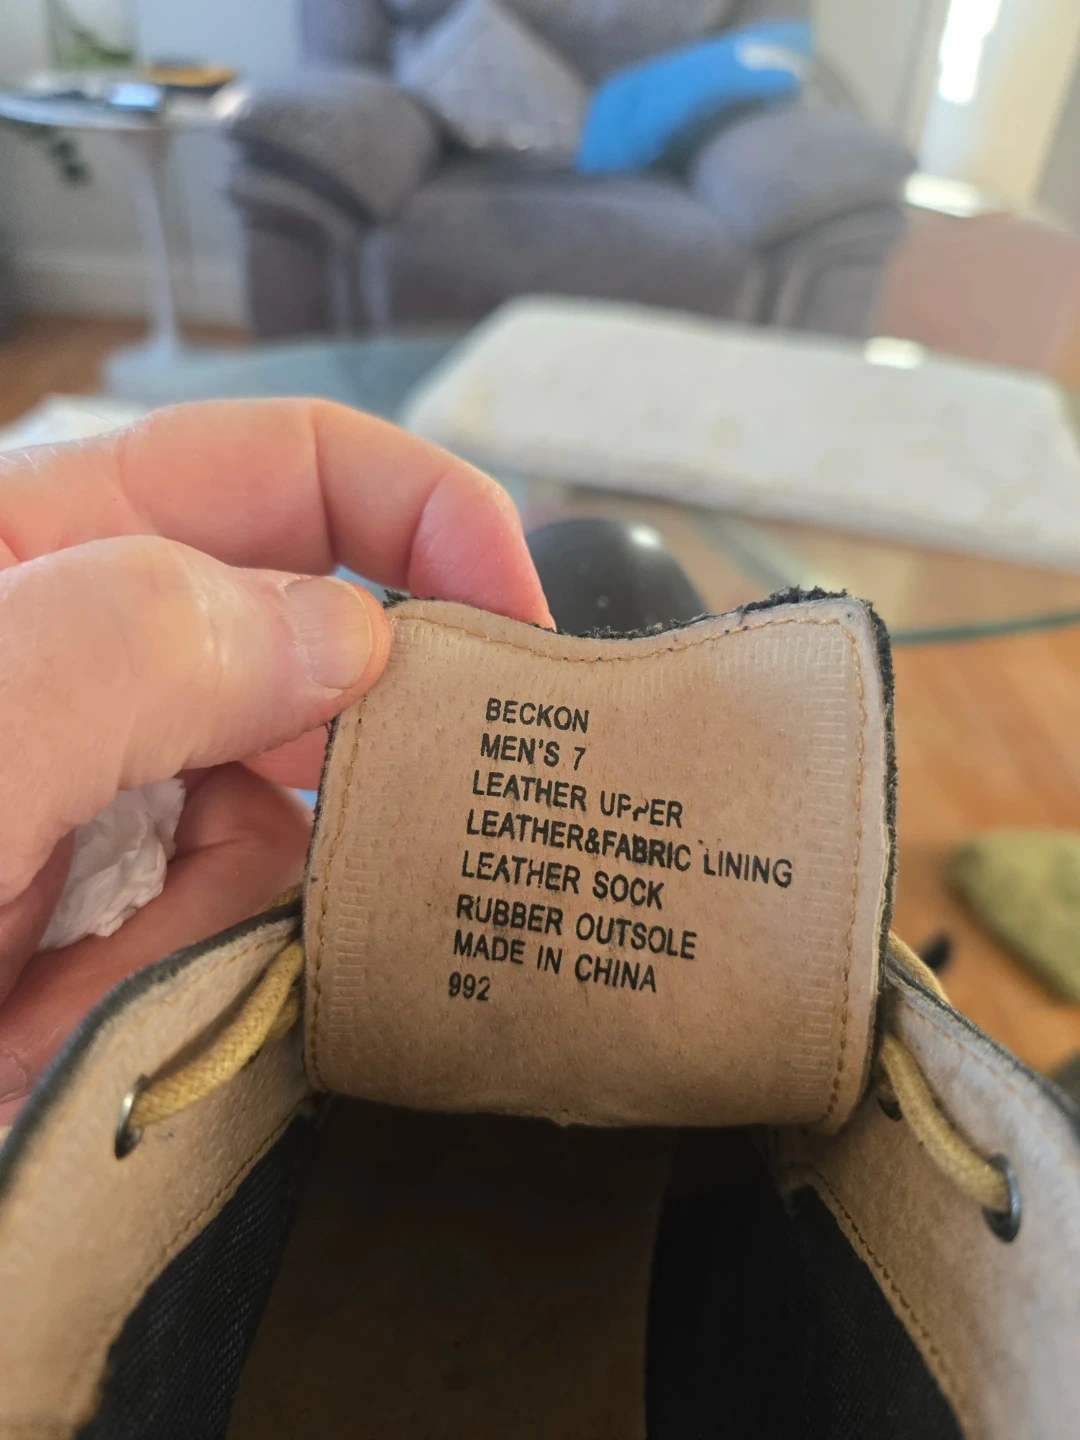 BECKON
MEN'S 7
LEATHER UPPER
LEATHER&FABRIC LINING
LEATHER SOCK
RUBBER OUTSOLE
MADE IN CHINA
992